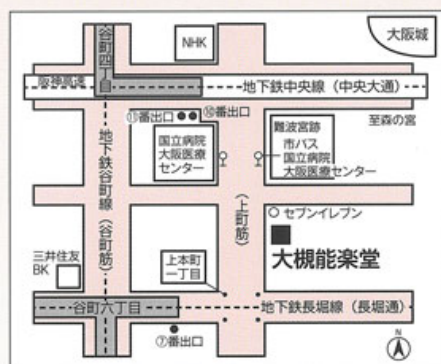 大阪城
NHK
谷町四丁目
阪神高速
地下鉄中央線（中央大通）
至森の宮
⑪番出口
⑩番出口
国立病院
大阪医療
センター
難波宮跡
市バス
国立病院
大阪医療センター
地下鉄谷町線（谷町筋）
（上町筋）
セブンイレブン
大槻能楽堂
三井住友
BK
上本町
一丁目
谷町六丁目
地下鉄長堀線（長堀通）
⑦番出口
N